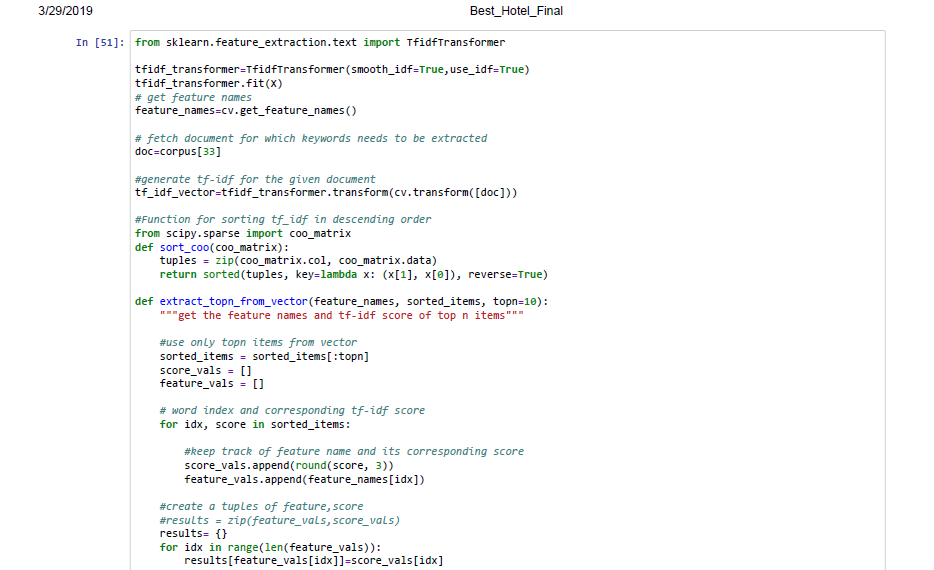 3/29/2019 Best_Hotel_Final
In [51]: from sklearn.feature_extraction.text import TfidfTransformer

tfidf_transformer=TfidfTransformer(smooth_idf=True,use_idf=True)
tfidf_transformer.fit(X)
# get feature names
feature_names=cv.get_feature_names()

# fetch document for which keywords needs to be extracted
doc=corpus[33]

#generate tf-idf for the given document
tf_idf_vector=tfidf_transformer.transform(cv.transform([doc]))

#Function for sorting tf_idf in descending order
from scipy.sparse import coo_matrix
def sort_coo(coo_matrix):
    tuples = zip(coo_matrix.col, coo_matrix.data)
    return sorted(tuples, key=lambda x: (x[1], x[0]), reverse=True)

def extract_topn_from_vector(feature_names, sorted_items, topn=10):
    """get the feature names and tf-idf score of top n items"""

    #use only topn items from vector
    sorted_items = sorted_items[:topn]
    score_vals = []
    feature_vals = []

    # word index and corresponding tf-idf score
    for idx, score in sorted_items:

        #keep track of feature name and its corresponding score
        score_vals.append(round(score, 3))
        feature_vals.append(feature_names[idx])

    #create a tuples of feature,score
    #results = zip(feature_vals,score_vals)
    results= {}
    for idx in range(len(feature_vals)):
        results[feature_vals[idx]]=score_vals[idx]